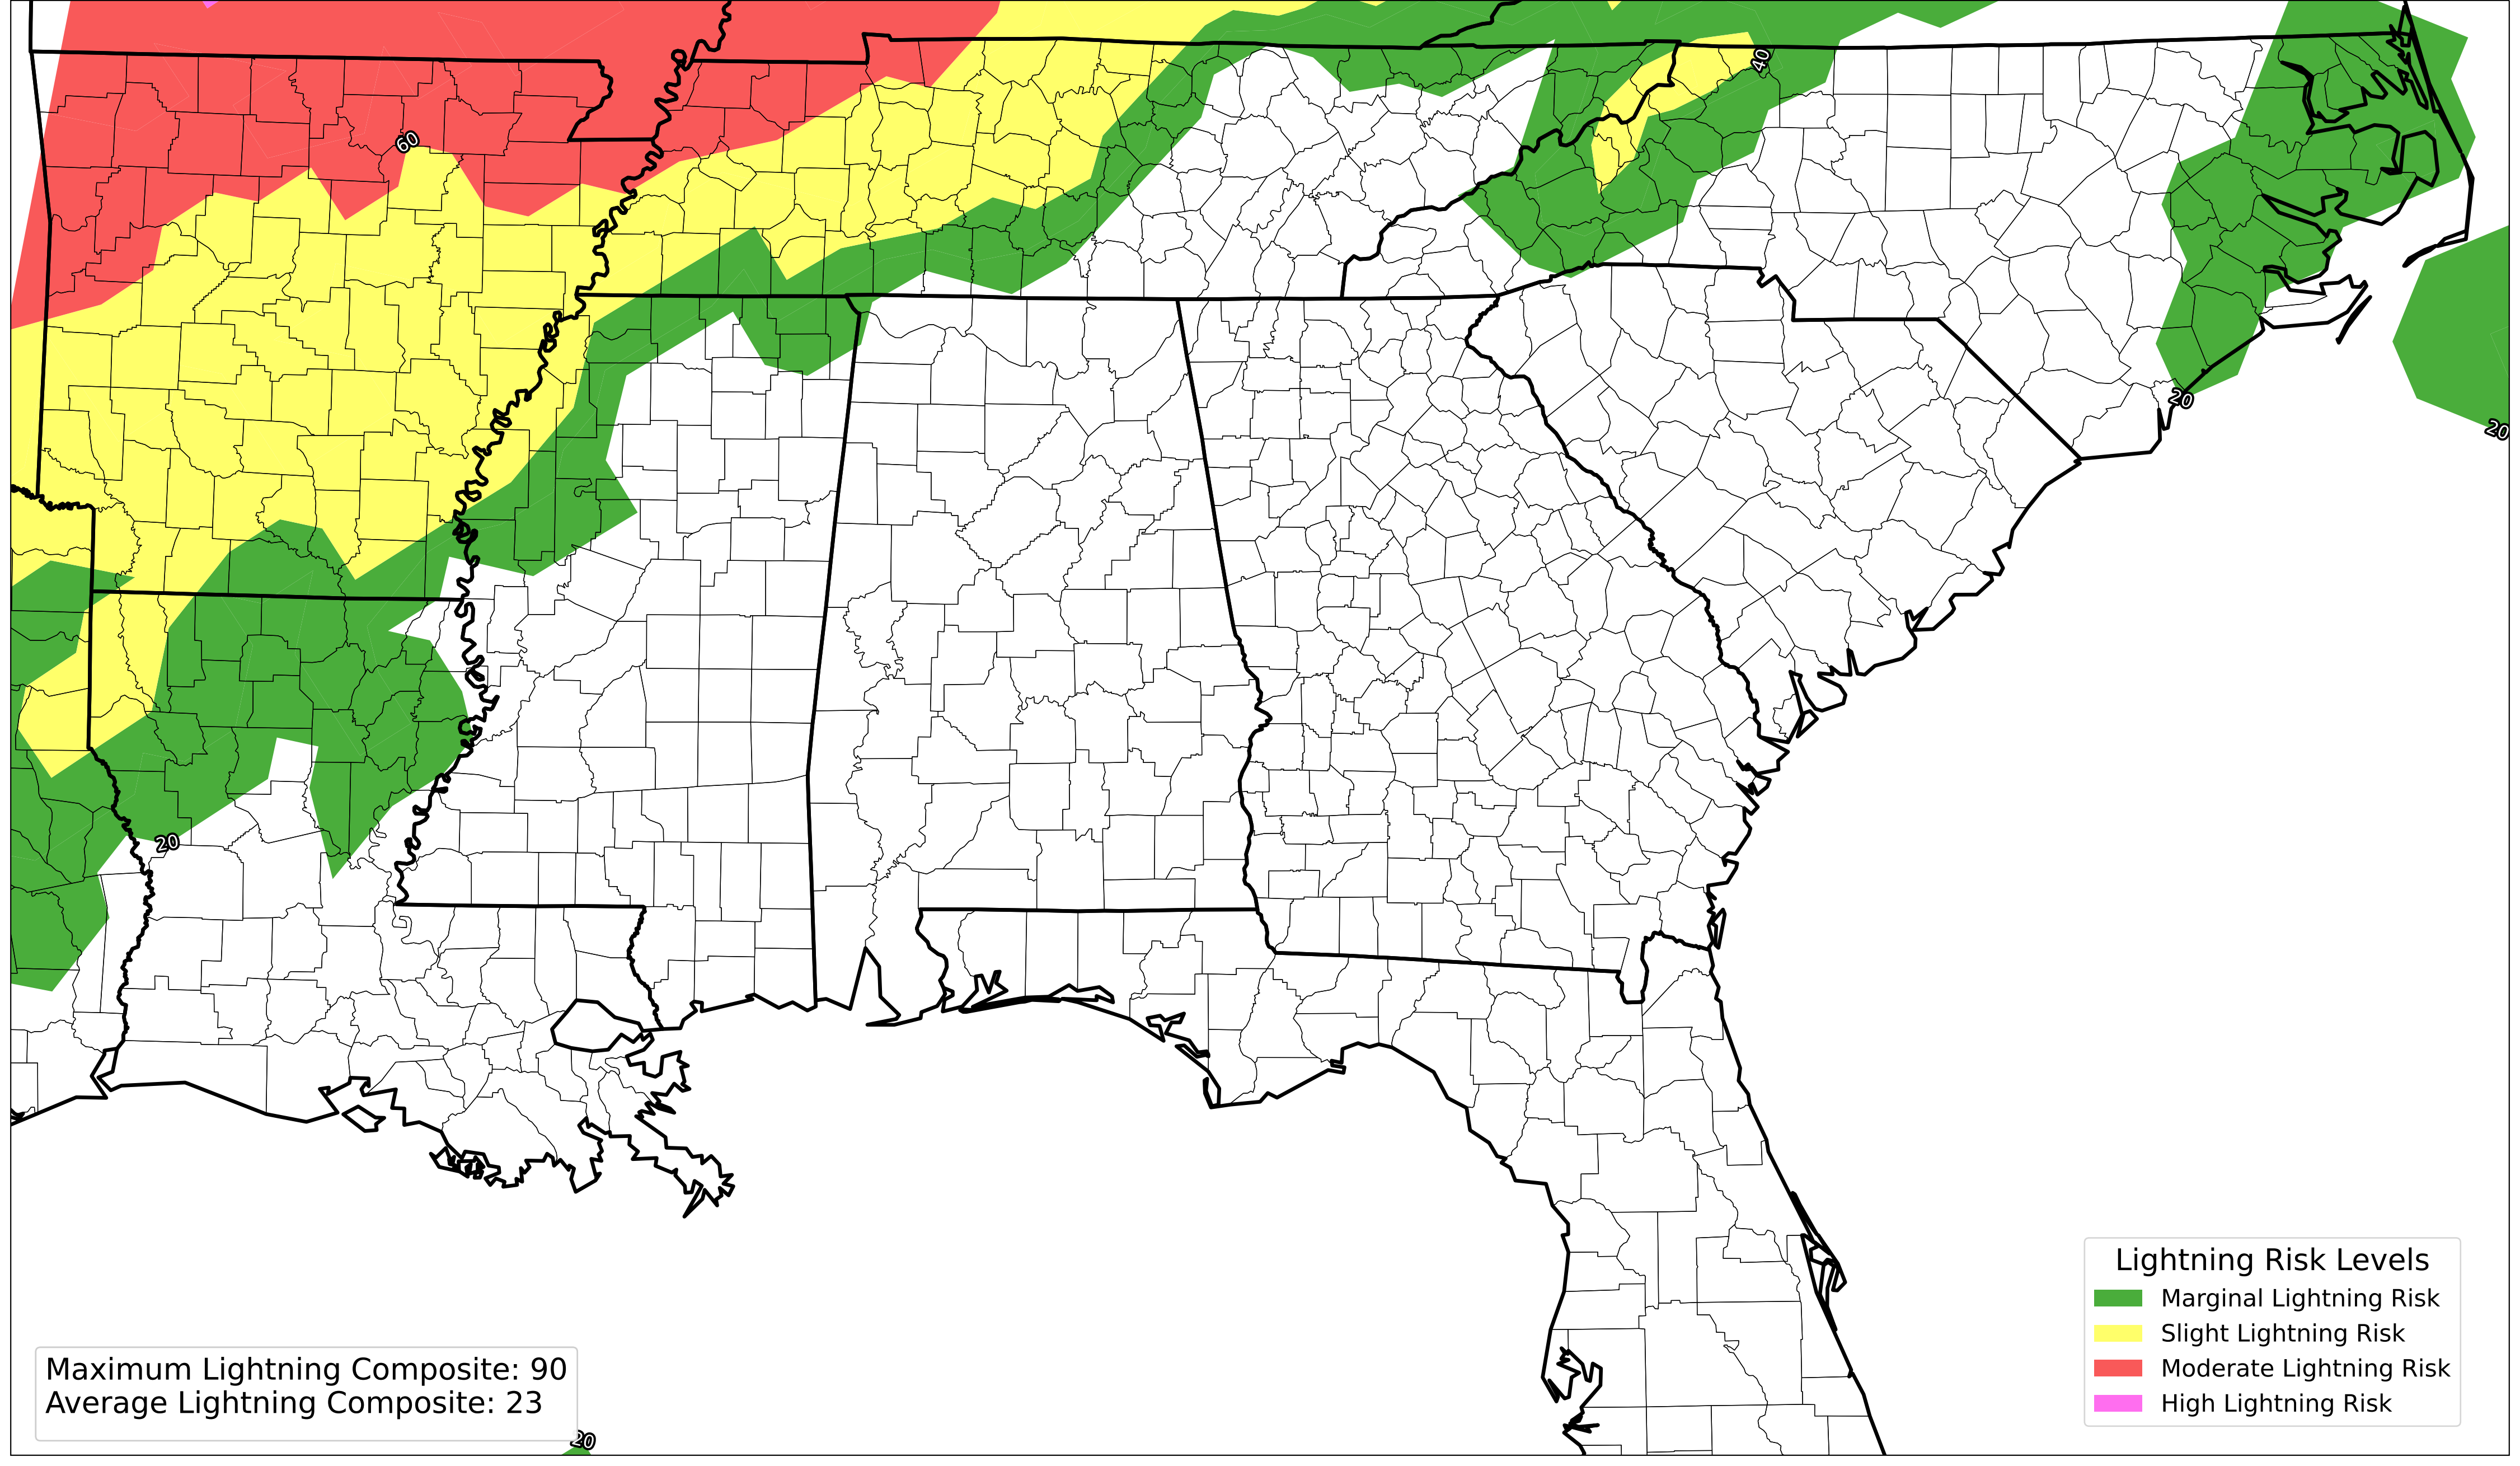 40
60
20
20
20
Lightning Risk Levels
Marginal Lightning Risk
Slight Lightning Risk
Moderate Lightning Risk
High Lightning Risk
Maximum Lightning Composite: 90
Average Lightning Composite: 23
20